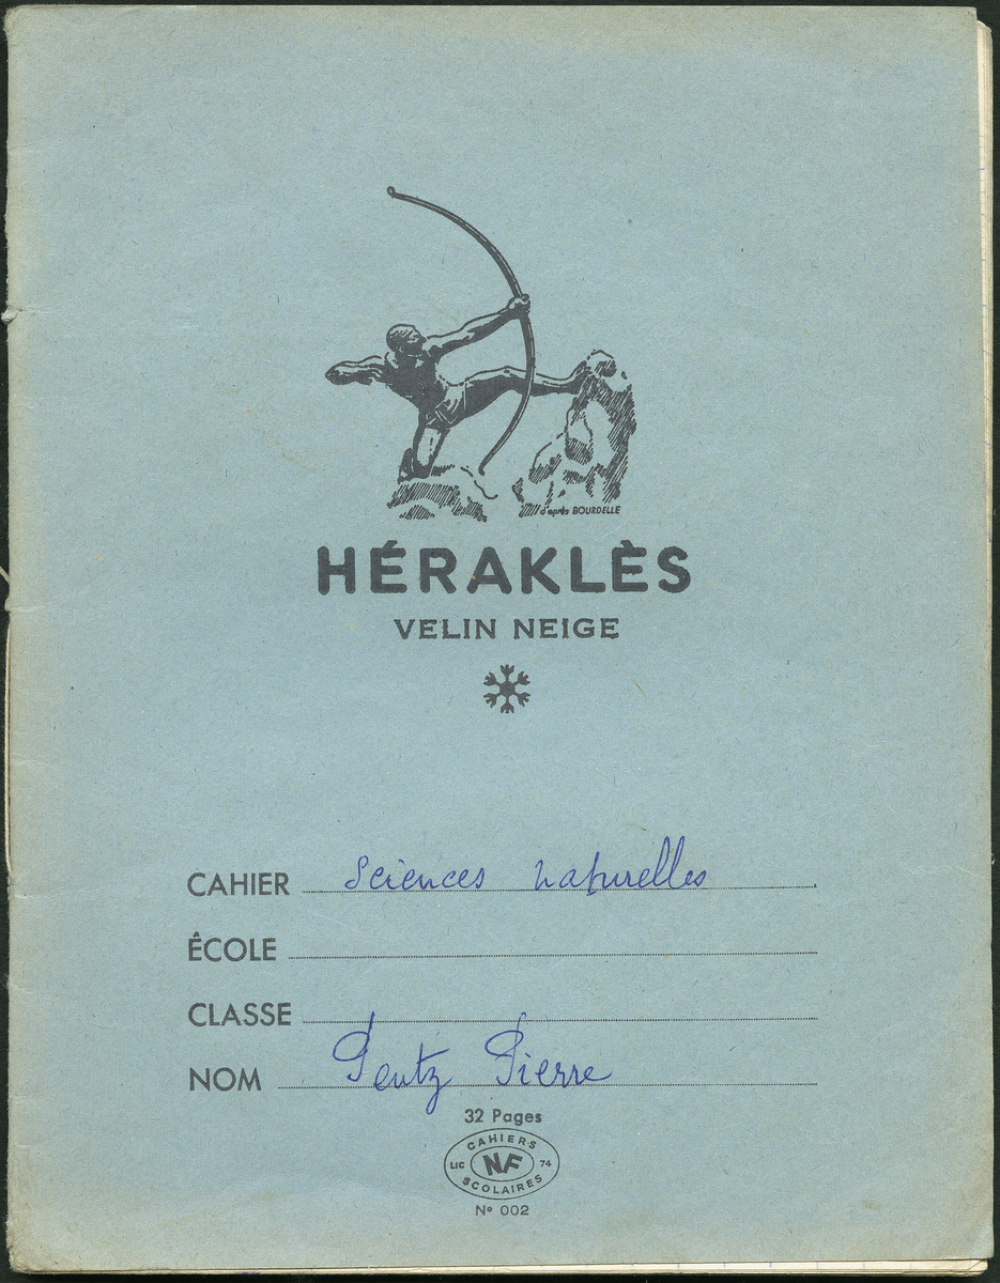 d'après BOURDELLE
HÉRAKLÈS
VELIN NEIGE
CAHIER Sciences naturelles
ÉCOLE
CLASSE
NOM Pentz Pierre
32 Pages
CAHIERS
LIC NF 74
SCOLAIRES
N° 002